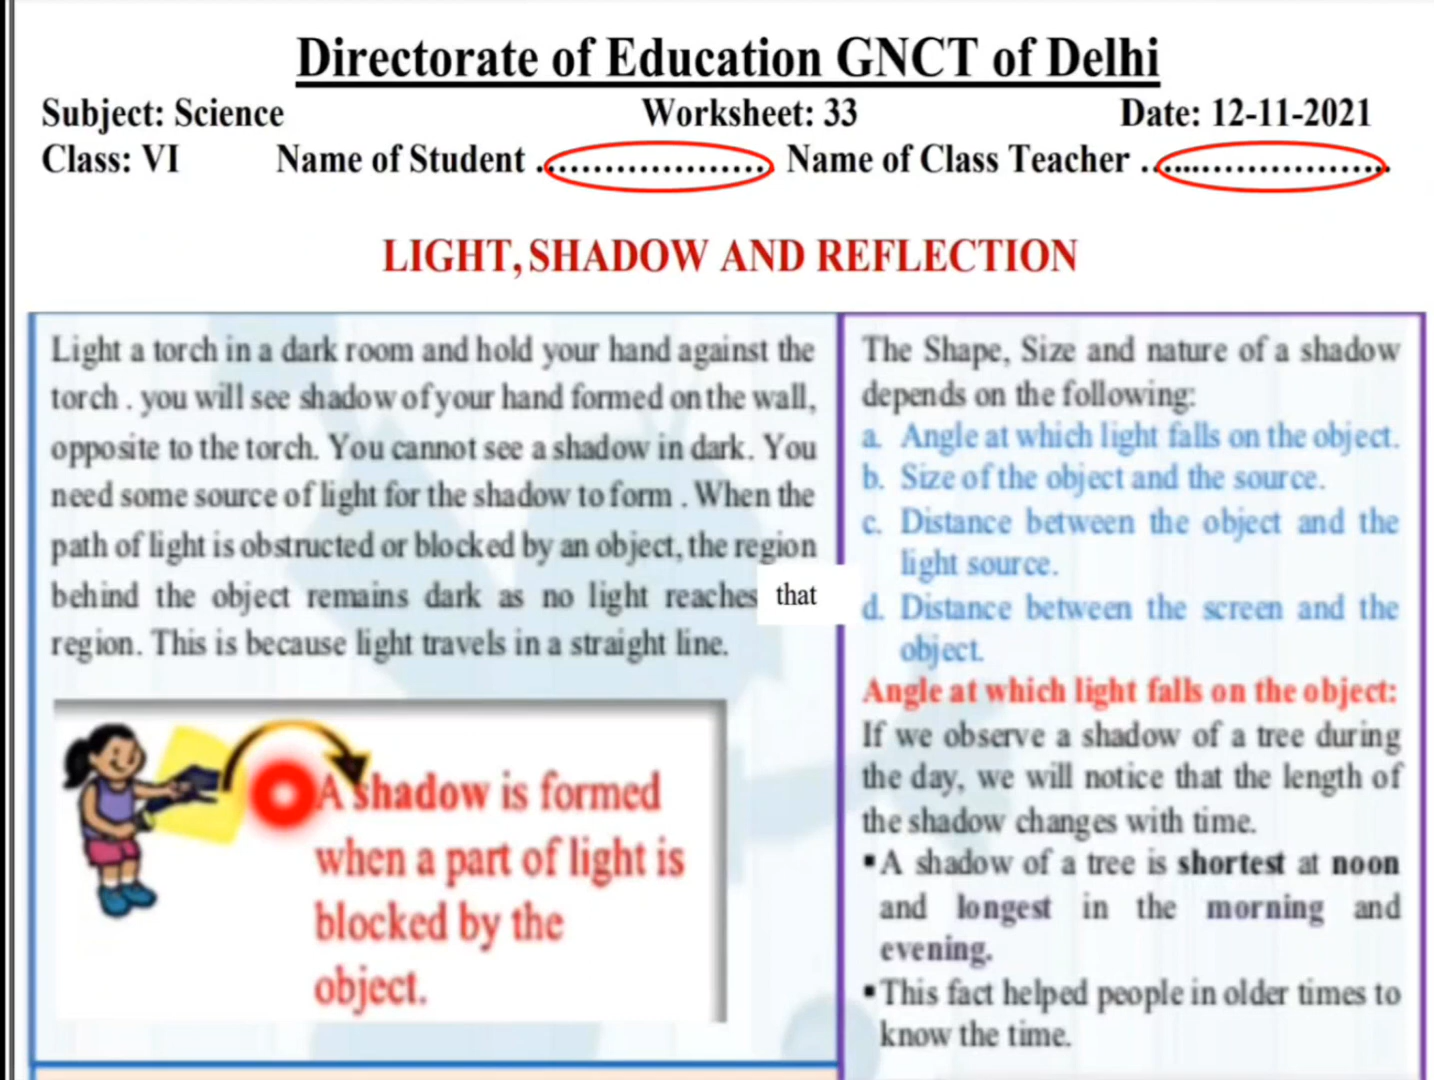 Directorate of Education GNCT of Delhi
Subject: Science Worksheet: 33 Date: 12-11-2021
Class: VI Name of Student ..................... Name of Class Teacher .....................
LIGHT, SHADOW AND REFLECTION
Light a torch in a dark room and hold your hand against the
torch . you will see shadow of your hand formed on the wall,
opposite to the torch. You cannot see a shadow in dark. You
need some source of light for the shadow to form . When the
path of light is obstructed or blocked by an object, the region
behind the object remains dark as no light reaches that
region. This is because light travels in a straight line.
A shadow is formed
when a part of light is
blocked by the
object.
The Shape, Size and nature of a shadow
depends on the following:
a. Angle at which light falls on the object.
b. Size of the object and the source.
c. Distance between the object and the
light source.
d. Distance between the screen and the
object.
Angle at which light falls on the object:
If we observe a shadow of a tree during
the day, we will notice that the length of
the shadow changes with time.
▪A shadow of a tree is shortest at noon
and longest in the morning and
evening.
▪This fact helped people in older times to
know the time.